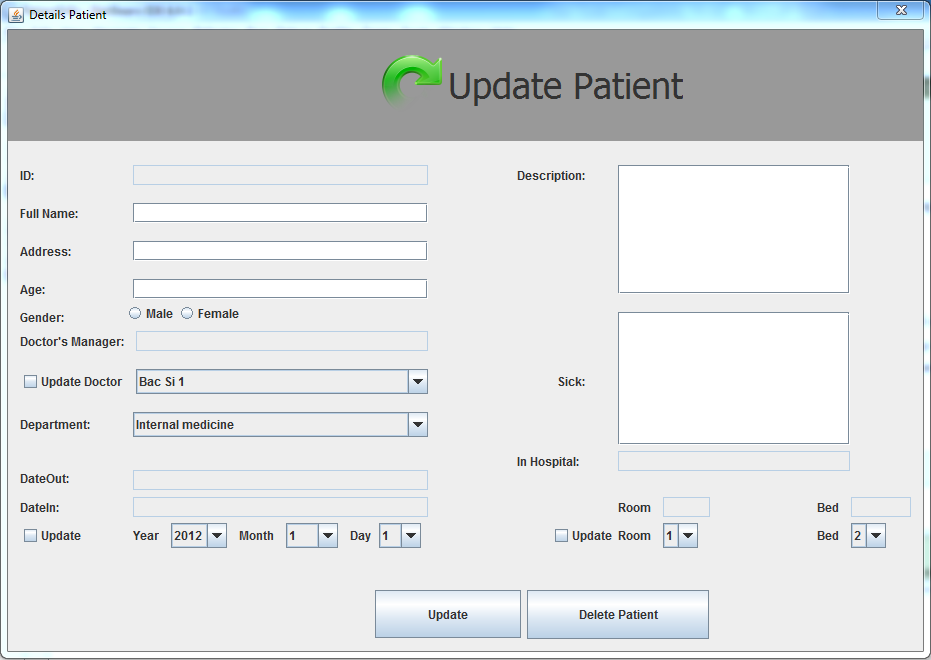 Details Patient
Update Patient
ID:
Full Name:
Address:
Age:
Gender: Male Female
Doctor's Manager:
Update Doctor Bac Si 1
Department: Internal medicine
DateOut:
DateIn:
Update Year 2012 Month 1 Day 1
Description:
Sick:
In Hospital:
Room Bed
Update Room 1 Bed 2
Update Delete Patient